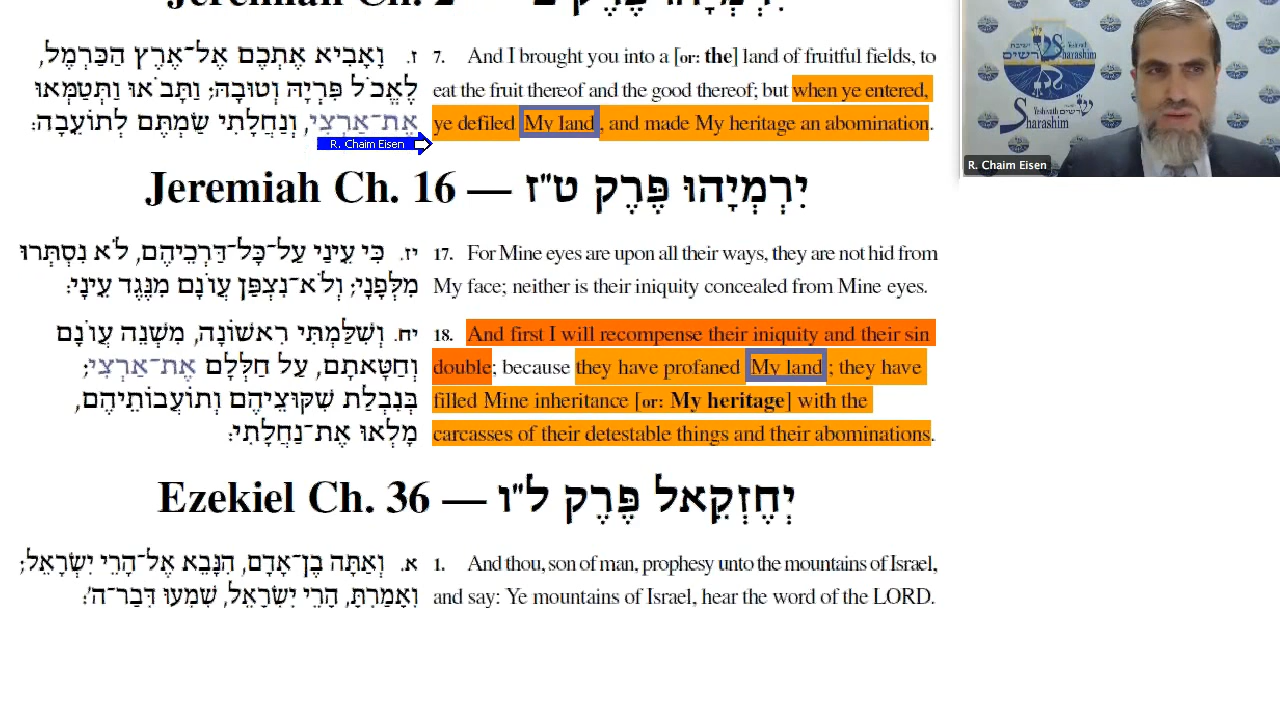 Jeremiah Ch. 2 — יִרְמְיָהוּ פֶּרֶק ב'
ז. וָאָבִיא אֶתְכֶם אֶל־אֶרֶץ הַכַּרְמֶל,
לֶאֱכֹל פִּרְיָהּ וְטוּבָהּ; וַתָּבֹאוּ וַתְּטַמְּאוּ
אֶת־אַרְצִי, וְנַחֲלָתִי שַׂמְתֶּם לְתוֹעֵבָה:
7. And I brought you into a [or: the] land of fruitful fields, to
eat the fruit thereof and the good thereof; but when ye entered,
ye defiled My land, and made My heritage an abomination.
R. Chaim Eisen
Jeremiah Ch. 16 — יִרְמְיָהוּ פֶּרֶק ט"ז
יז. כִּי עֵינַי עַל־כָּל־דַּרְכֵיהֶם, לֹא נִסְתְּרוּ
מִלְּפָנָי; וְלֹא־נִצְפַּן עֲוֹנָם מִנֶּגֶד עֵינָי:
17. For Mine eyes are upon all their ways, they are not hid from
My face; neither is their iniquity concealed from Mine eyes.
יח. וְשִׁלַּמְתִּי רִאשׁוֹנָה, מִשְׁנֵה עֲוֹנָם
וְחַטָּאתָם, עַל חַלְּלָם אֶת־אַרְצִי;
בְּנִבְלַת שִׁקּוּצֵיהֶם וְתוֹעֲבוֹתֵיהֶם,
מָלְאוּ אֶת־נַחֲלָתִי:
18. And first I will recompense their iniquity and their sin
double; because they have profaned My land; they have
filled Mine inheritance [or: My heritage] with the
carcasses of their detestable things and their abominations.
Ezekiel Ch. 36 — יְחֶזְקֵאל פֶּרֶק ל"ו
א. וְאַתָּה בֶן־אָדָם, הִנָּבֵא אֶל־הָרֵי יִשְׂרָאֵל;
וְאָמַרְתָּ, הָרֵי יִשְׂרָאֵל, שִׁמְעוּ דְּבַר־ה':
1. And thou, son of man, prophesy unto the mountains of Israel,
and say: Ye mountains of Israel, hear the word of the LORD.
Yeshivath
Sharashim
R. Chaim Eisen